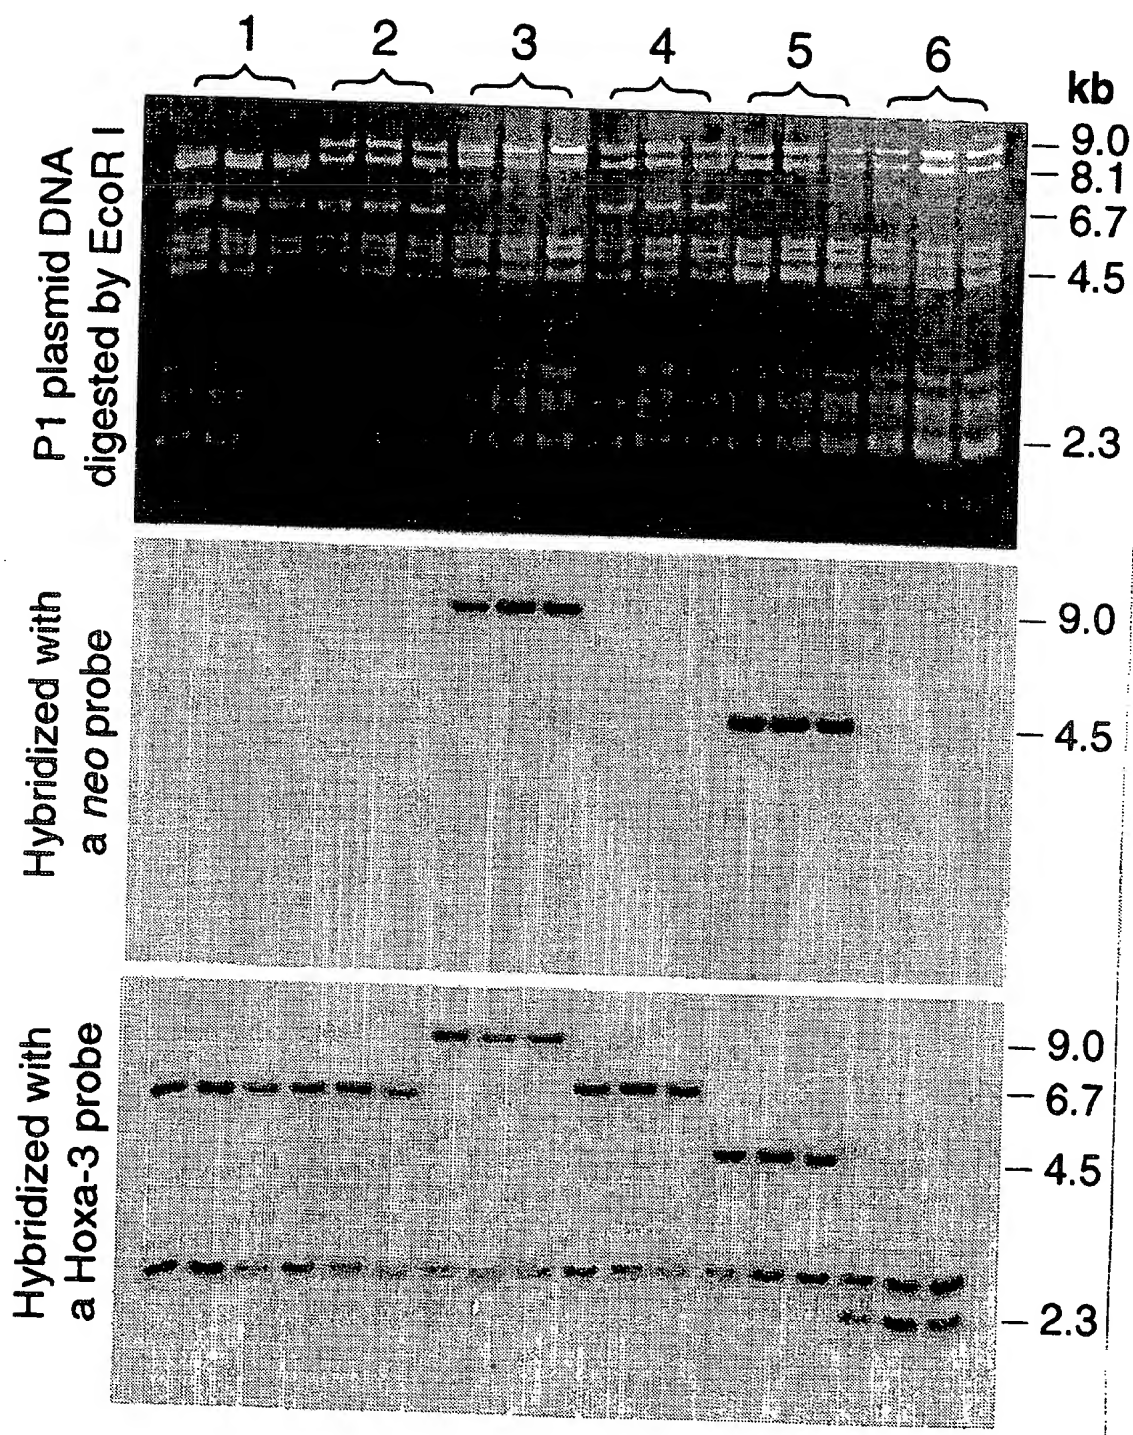 1 2 3 4 5 6
kb
P1 plasmid DNA
digested by EcoR I
9.0
8.1
6.7
4.5
2.3
Hybridized with
a neo probe
9.0
4.5
Hybridized with
a Hoxa-3 probe
9.0
6.7
4.5
2.3